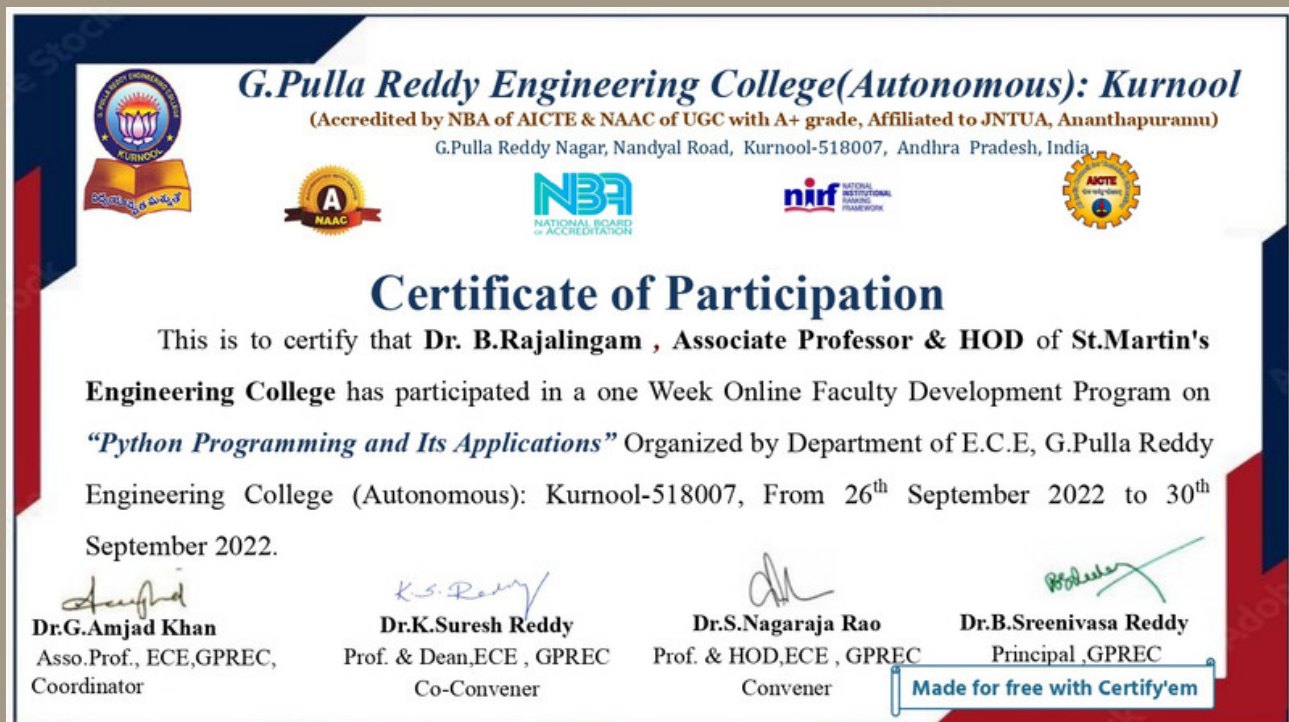 G.Pulla Reddy Engineering College(Autonomous): Kurnool
(Accredited by NBA of AICTE & NAAC of UGC with A+ grade, Affiliated to JNTUA, Ananthapuramu)
G.Pulla Reddy Nagar, Nandyal Road, Kurnool-518007, Andhra Pradesh, India.
G. PULLA REDDY ENGINEERING COLLEGE
KURNOOL
A
NAAC
NBA
NATIONAL BOARD
OF ACCREDITATION
nirf
NATIONAL
INSTITUTIONAL
RANKING
FRAMEWORK
AICTE
Certificate of Participation
This is to certify that Dr. B.Rajalingam , Associate Professor & HOD of St.Martin's
Engineering College has participated in a one Week Online Faculty Development Program on
“Python Programming and Its Applications” Organized by Department of E.C.E, G.Pulla Reddy
Engineering College (Autonomous): Kurnool-518007, From 26th September 2022 to 30th
September 2022.
K.S. Reddy
Dr.G.Amjad Khan
Asso.Prof., ECE,GPREC,
Coordinator
Dr.K.Suresh Reddy
Prof. & Dean,ECE , GPREC
Co-Convener
Dr.S.Nagaraja Rao
Prof. & HOD,ECE , GPREC
Convener
Dr.B.Sreenivasa Reddy
Principal ,GPREC
Made for free with Certify'em